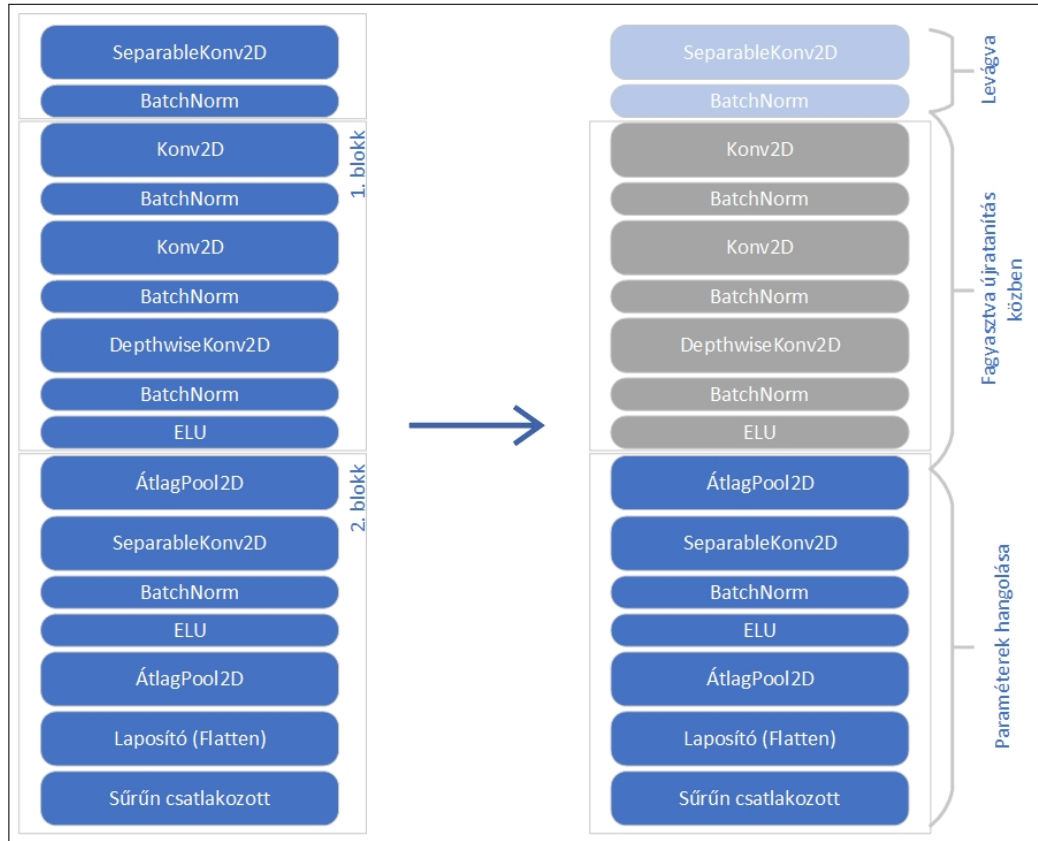 SeparableKonv2D
BatchNorm
Konv2D
BatchNorm
Konv2D
BatchNorm
DepthwiseKonv2D
BatchNorm
ELU
1. blokk
ÁtlagPool2D
SeparableKonv2D
BatchNorm
ELU
ÁtlagPool2D
Laposító (Flatten)
Sűrűn csatlakozott
2. blokk
SeparableKonv2D
BatchNorm
Konv2D
BatchNorm
Konv2D
BatchNorm
DepthwiseKonv2D
BatchNorm
ELU
ÁtlagPool2D
SeparableKonv2D
BatchNorm
ELU
ÁtlagPool2D
Laposító (Flatten)
Sűrűn csatlakozott
Levágva
Fagyasztva újratanítás
közben
Paraméterek hangolása